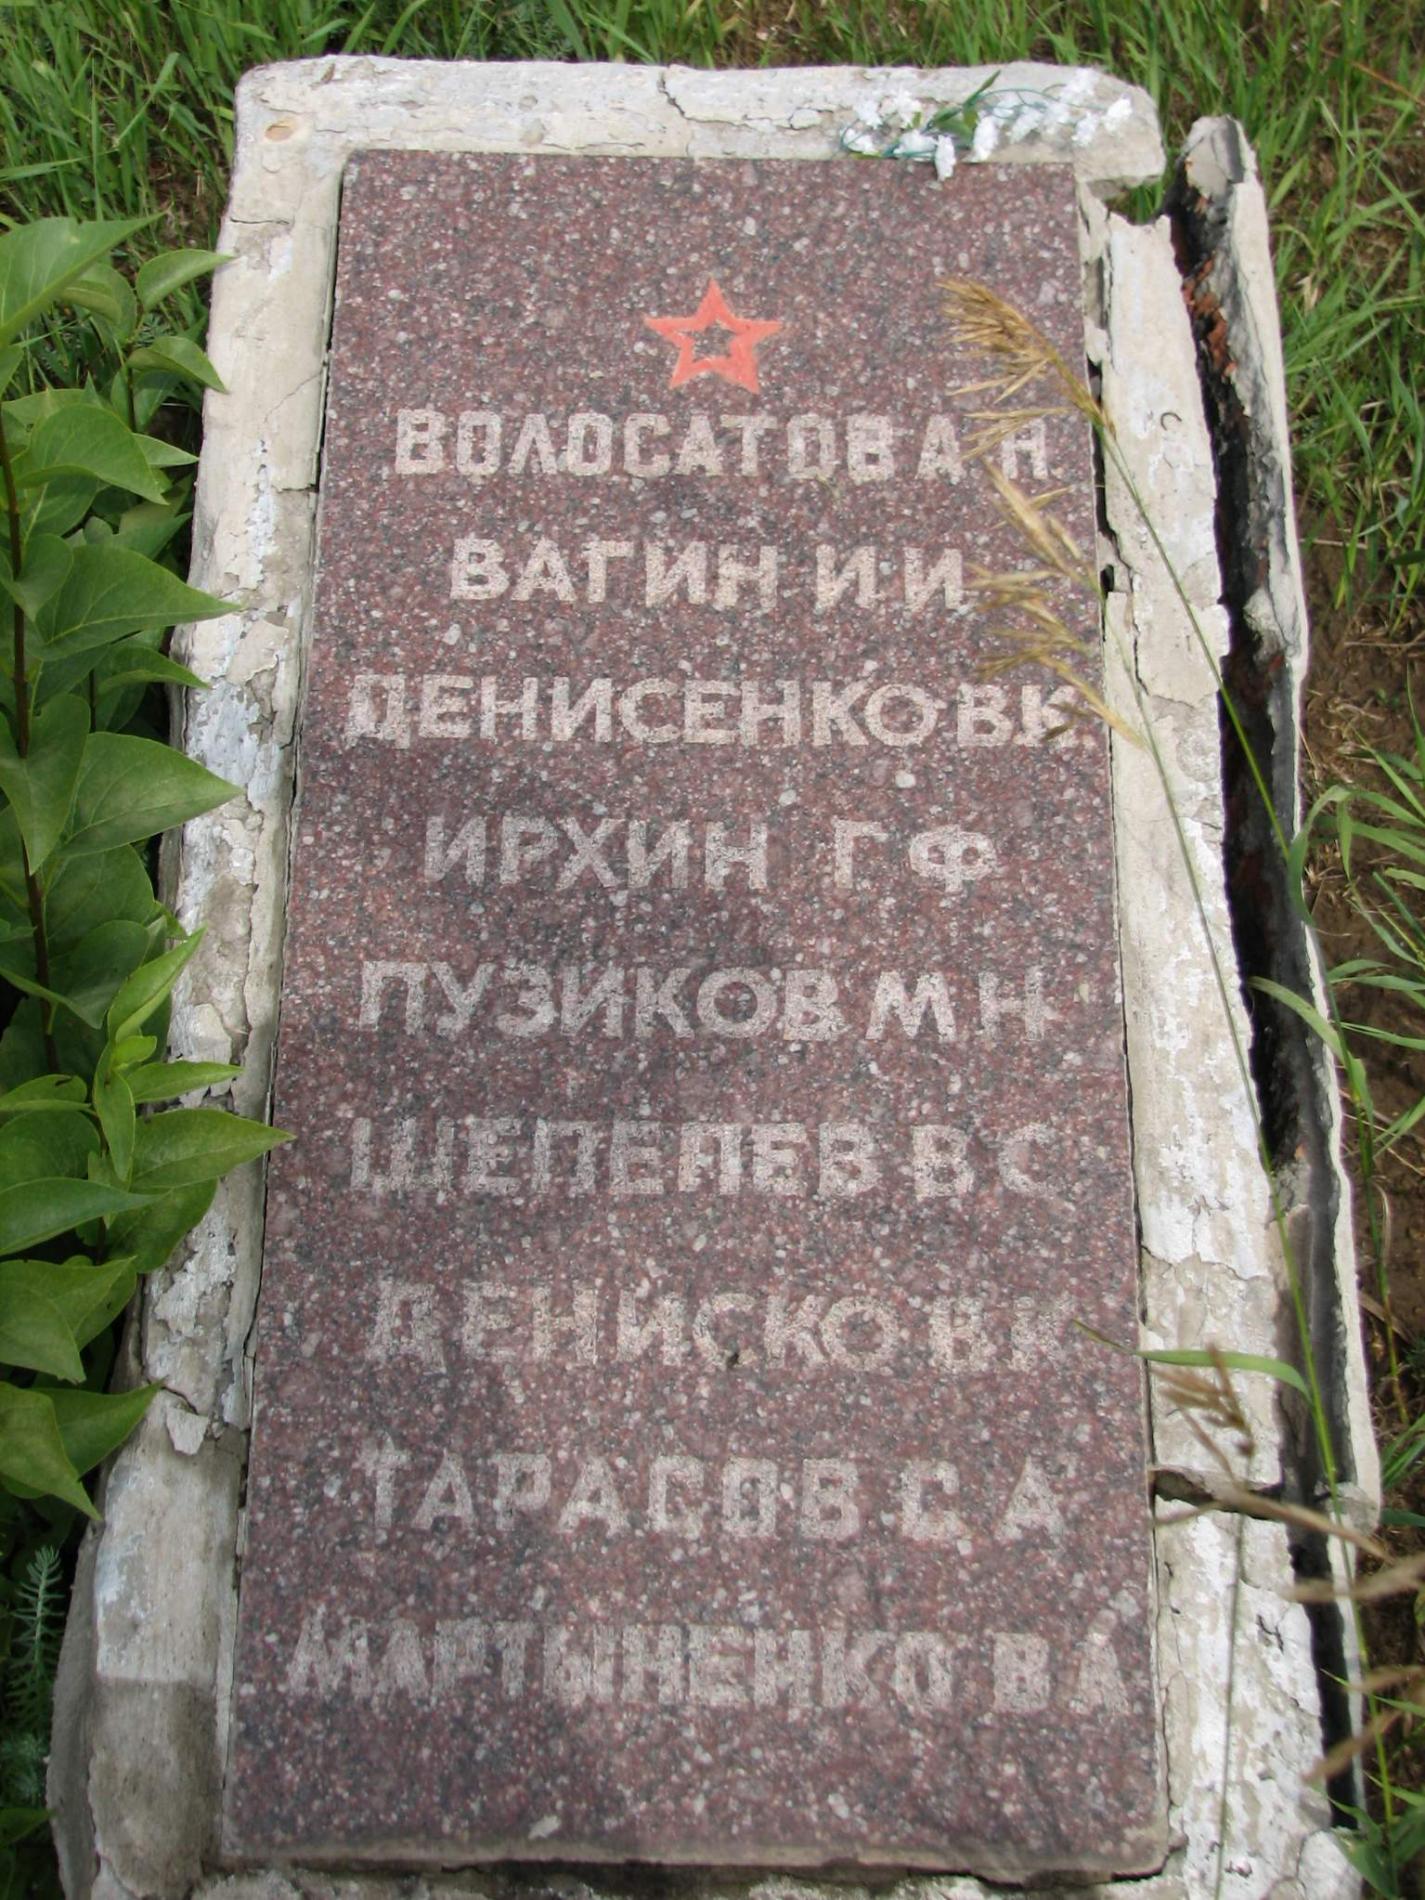 ВОЛОСАТОВ А.Н.
ВАГИН И.И.
ДЕНИСЕНКО В.К.
ИРХИН Г Ф
ПУЗИКОВ М Н
ШЕПЕЛЕВ В С
ДЕНИСКО В К
ТАРАСОВ С А
МАРТЫНЕНКО В А